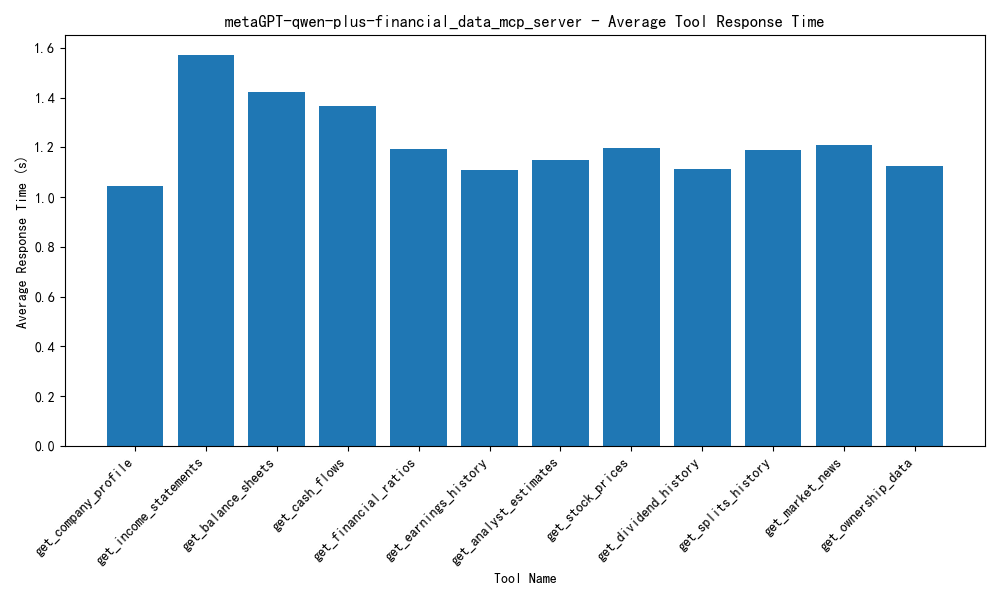 metaGPT-qwen-plus-financial_data_mcp_server - Average Tool Response Time
Average Response Time (s)
1.6
1.4
1.2
1.0
0.8
0.6
0.4
0.2
0.0
get_company_profile
get_income_statements
get_balance_sheets
get_cash_flows
get_financial_ratios
get_earnings_history
get_analyst_estimates
get_stock_prices
get_dividend_history
get_splits_history
get_market_news
get_ownership_data
Tool Name